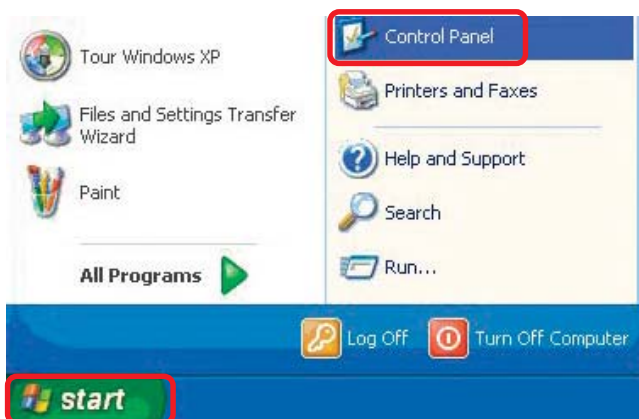 Tour Windows XP
Files and Settings Transfer
Wizard
Paint
All Programs
Control Panel
Printers and Faxes
Help and Support
Search
Run...
Log Off
Turn Off Computer
start